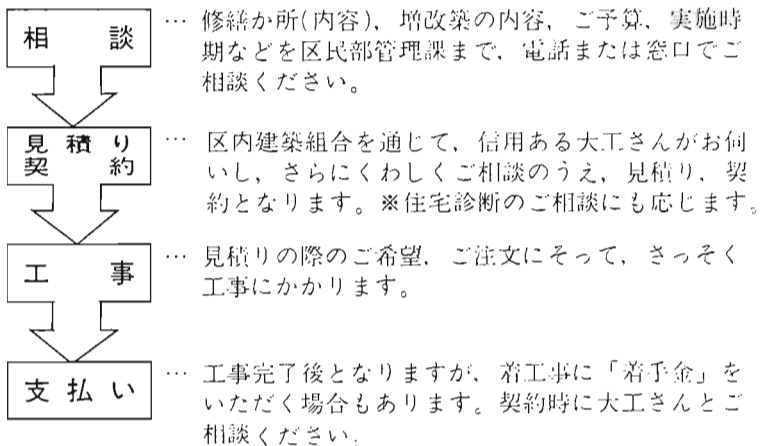 相談 … 修繕か所(内容)，増改築の内容，ご予算，実施時
期などを区民部管理課まで，電話または窓口でご
相談ください。
見積り
契約 … 区内建築組合を通じて，信用ある大工さんがお伺
いし，さらにくわしくご相談のうえ，見積り，契
約となります。※住宅診断のご相談にも応じます。
工事 … 見積りの際のご希望，ご注文にそって，さっそく
工事にかかります。
支払い … 工事完了後となりますが，着工事に「着手金」を
いただく場合もあります。契約時に大工さんとご
相談ください。